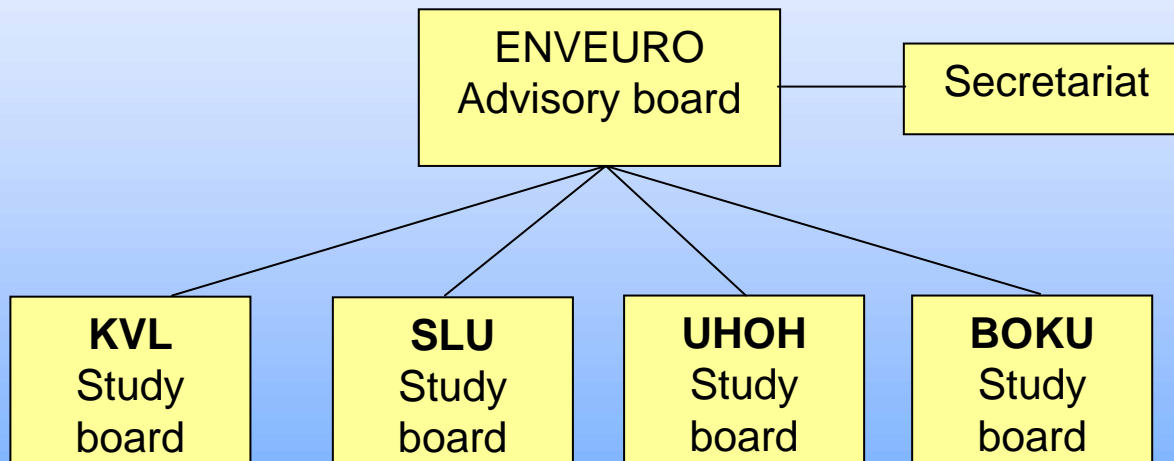 ENVEURO
Advisory board
Secretariat
KVL
Study
board
SLU
Study
board
UHOH
Study
board
BOKU
Study
board